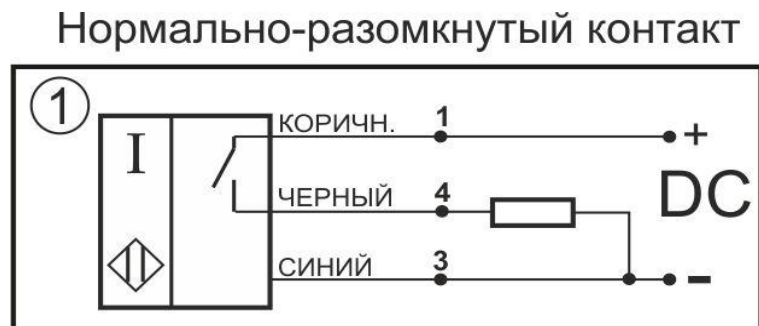 Нормально-разомкнутый контакт
1
I
КОРИЧН. 1 +
ЧЕРНЫЙ 4 DC
СИНИЙ 3 -